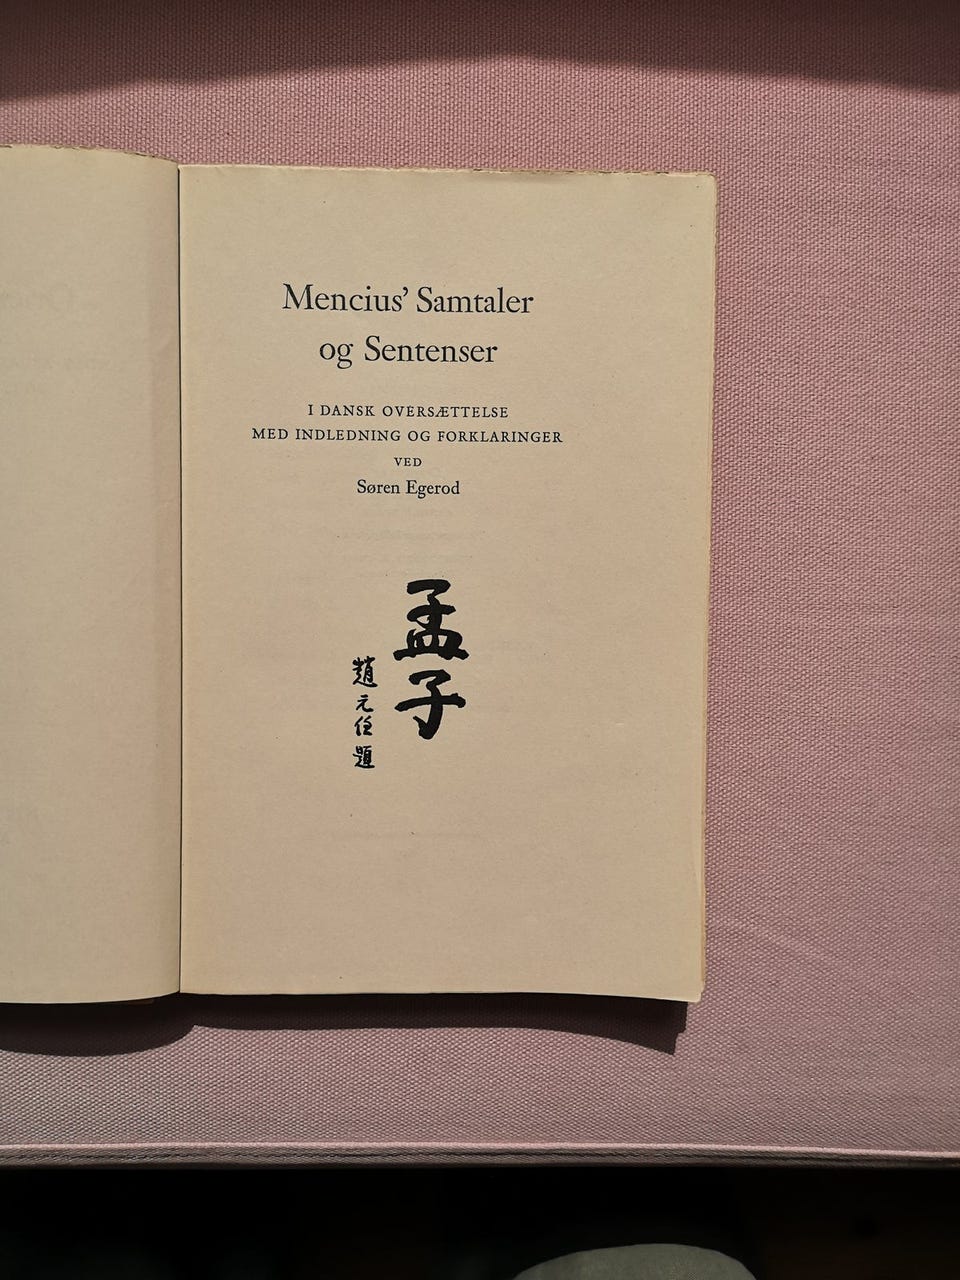 Mencius’ Samtaler
og Sentenser
I DANSK OVERSÆTTELSE
MED INDLEDNING OG FORKLARINGER
VED
Søren Egerod
孟子
趙元任題